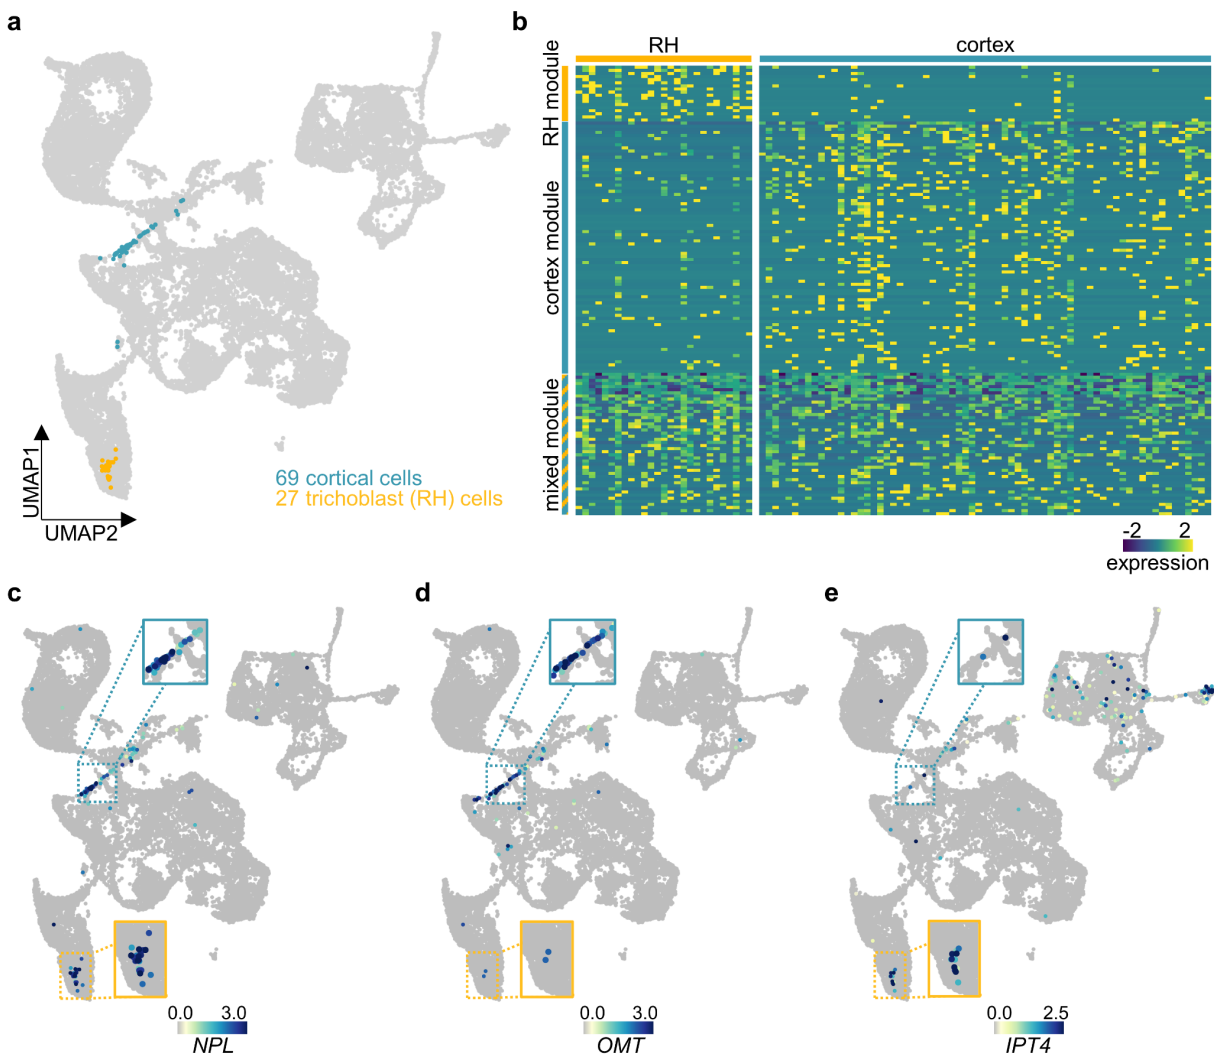 a
UMAP1
UMAP2
69 cortical cells
27 trichoblast (RH) cells
b
RH
cortex
RH module
cortex module
mixed module
-2 2
expression
c
0.0 3.0
NPL
d
0.0 3.0
OMT
e
0.0 2.5
IPT4